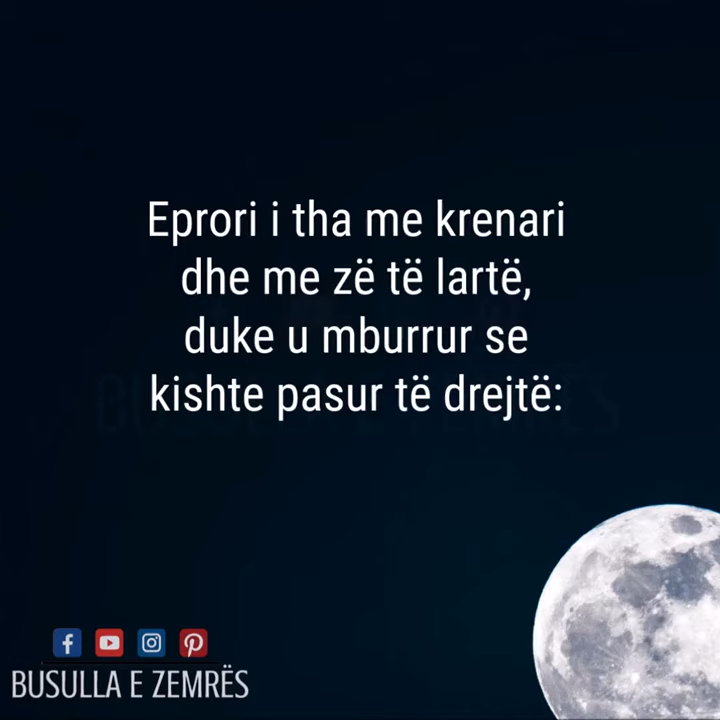 Eprori i tha me krenari
dhe me zë të lartë,
duke u mburrur se
kishte pasur të drejtë:
BUSULLA E ZEMRËS